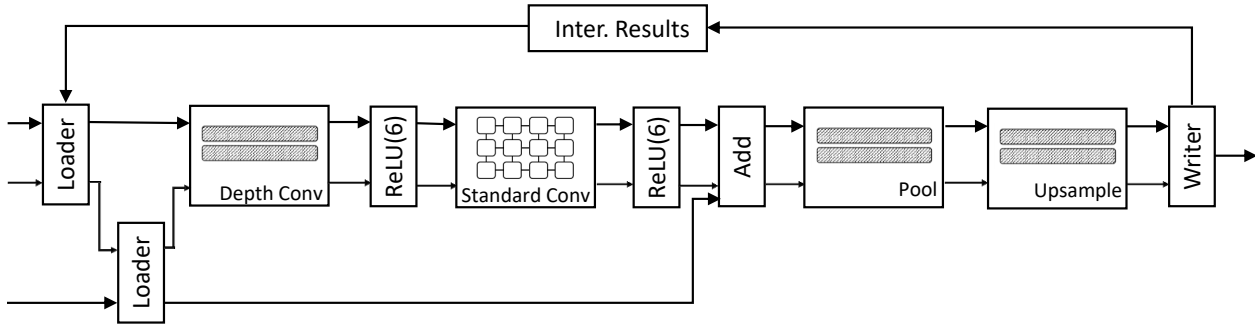 Inter. Results
Loader
Loader
Depth Conv
ReLU(6)
Standard Conv
ReLU(6)
Add
Pool
Upsample
Writer